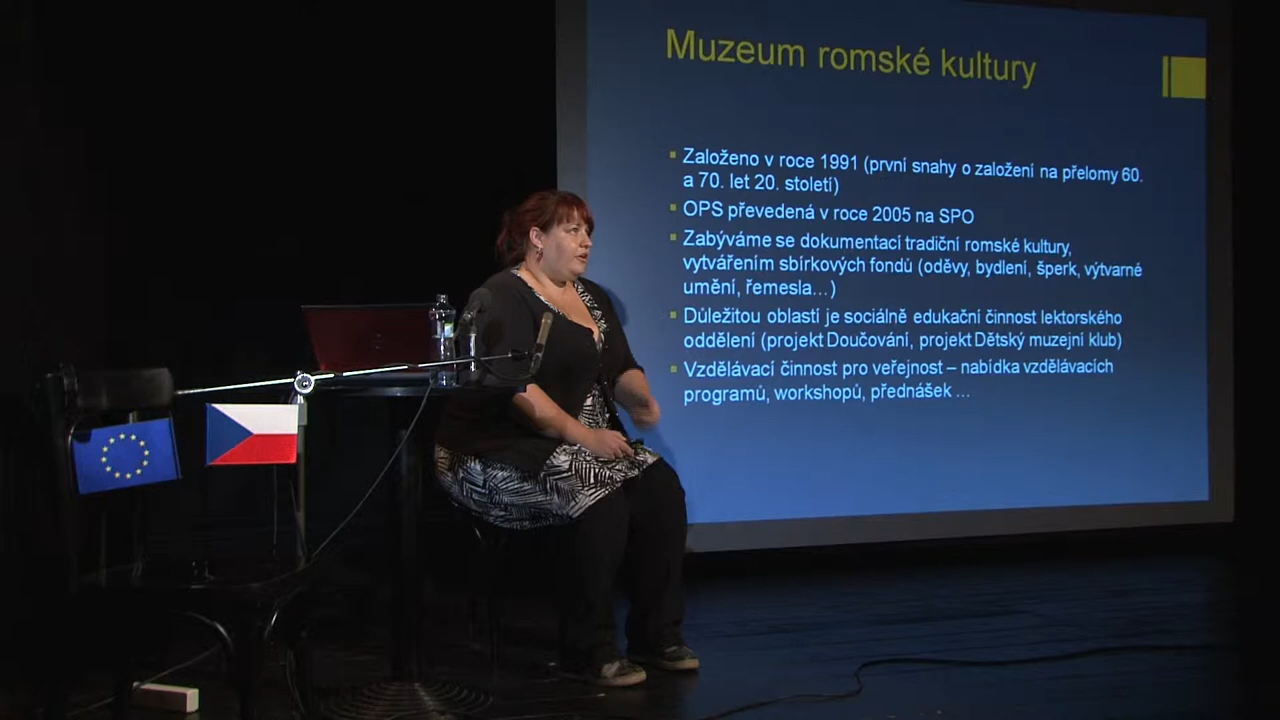 Muzeum romské kultury
Založeno v roce 1991 (první snahy o založení na přelomy 60.
a 70. let 20. století)
OPS převedená v roce 2005 na SPO
Zabýváme se dokumentací tradiční romské kultury,
vytvářením sbírkových fondů (oděvy, bydlení, šperk, výtvarné
umění, řemesla…)
Důležitou oblastí je sociálně edukační činnost lektorského
oddělení (projekt Doučování, projekt Dětský muzejní klub)
Vzdělávací činnost pro veřejnost – nabídka vzdělávacích
programů, workshopů, přednášek ...